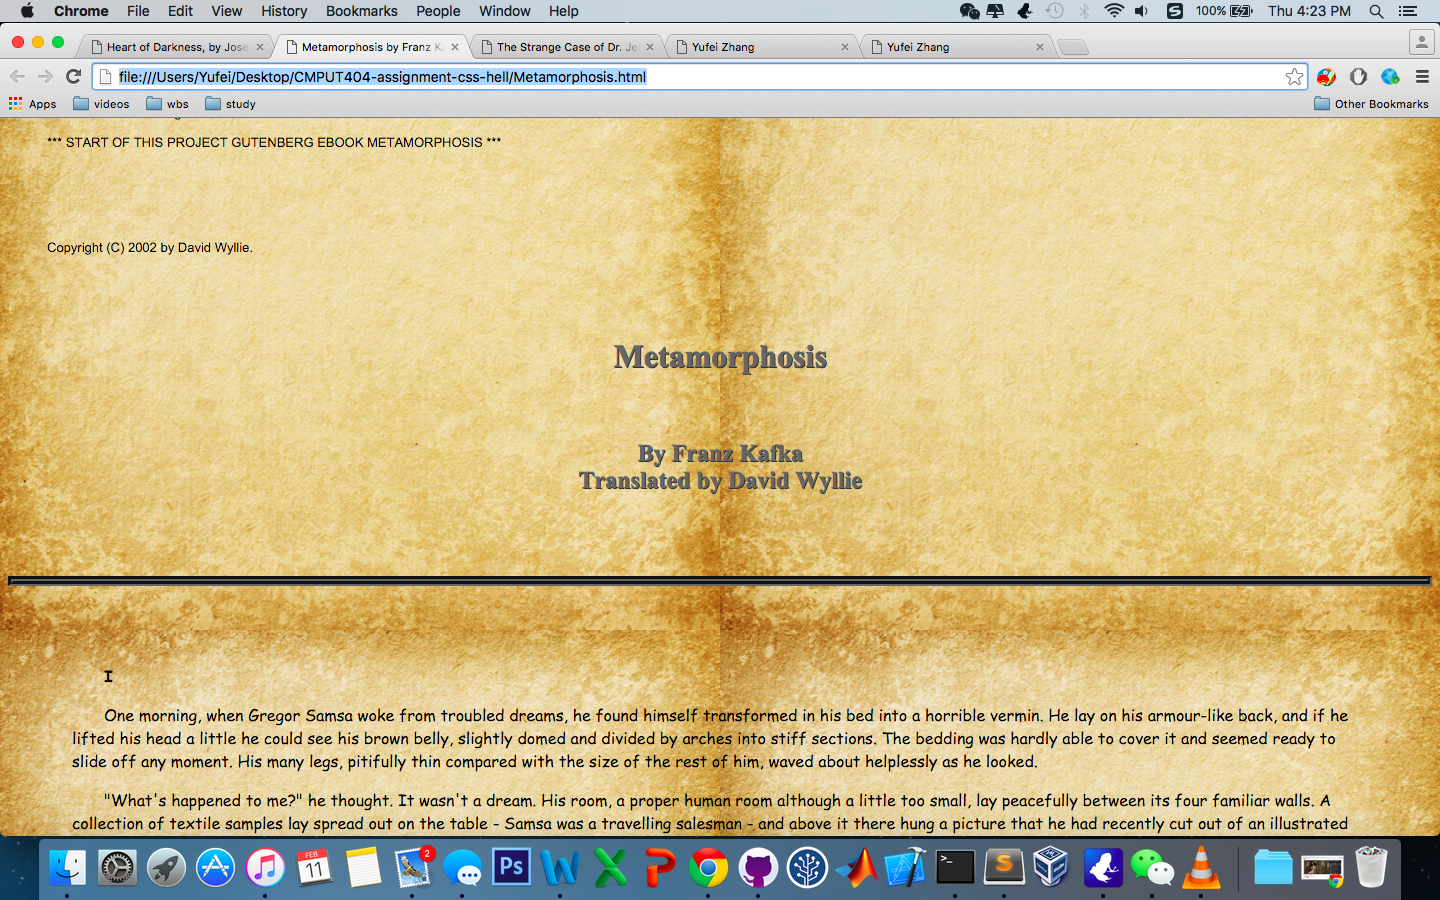 Chrome File Edit View History Bookmarks People Window Help 100% Thu 4:23 PM
Heart of Darkness, by Jose Metamorphosis by Franz Ka The Strange Case of Dr. Je Yufei Zhang Yufei Zhang
file:///Users/Yufei/Desktop/CMPUT404-assignment-css-hell/Metamorphosis.html
Apps videos wbs study Other Bookmarks
*** START OF THIS PROJECT GUTENBERG EBOOK METAMORPHOSIS ***
Copyright (C) 2002 by David Wyllie.
Metamorphosis
By Franz Kafka
Translated by David Wyllie
I
One morning, when Gregor Samsa woke from troubled dreams, he found himself transformed in his bed into a horrible vermin. He lay on his armour-like back, and if he
lifted his head a little he could see his brown belly, slightly domed and divided by arches into stiff sections. The bedding was hardly able to cover it and seemed ready to
slide off any moment. His many legs, pitifully thin compared with the size of the rest of him, waved about helplessly as he looked.
"What's happened to me?" he thought. It wasn't a dream. His room, a proper human room although a little too small, lay peacefully between its four familiar walls. A
collection of textile samples lay spread out on the table - Samsa was a travelling salesman - and above it there hung a picture that he had recently cut out of an illustrated
FEB
11
2
Ps